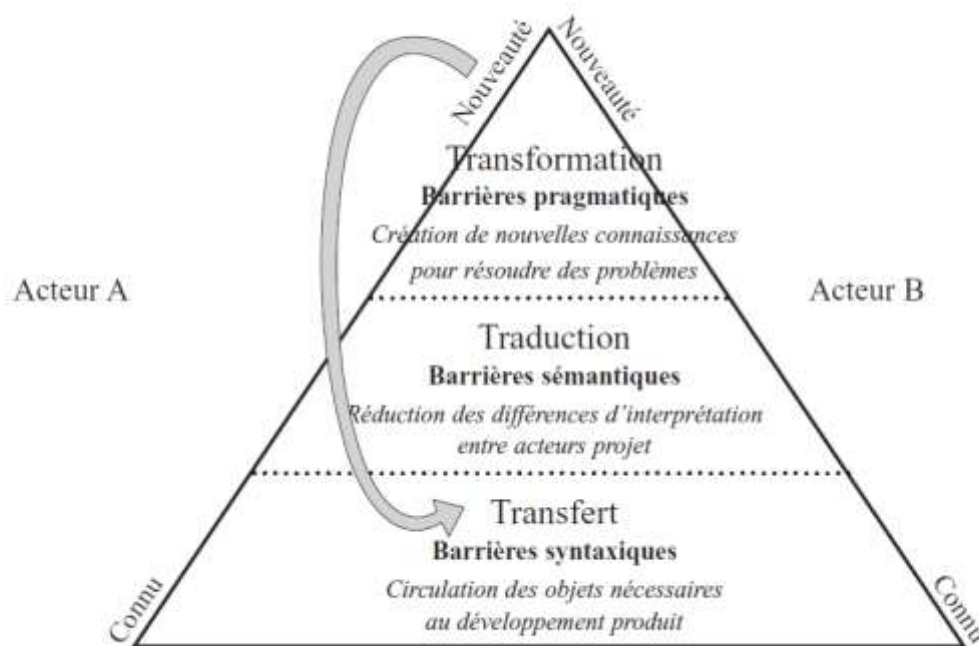 Nouveauté
Nouveauté
Transformation
Barrières pragmatiques
Création de nouvelles connaissances
pour résoudre des problèmes
Acteur A
Acteur B
Traduction
Barrières sémantiques
Réduction des différences d'interprétation
entre acteurs projet
Transfert
Barrières syntaxiques
Circulation des objets nécessaires
au développement produit
Connu
Connu